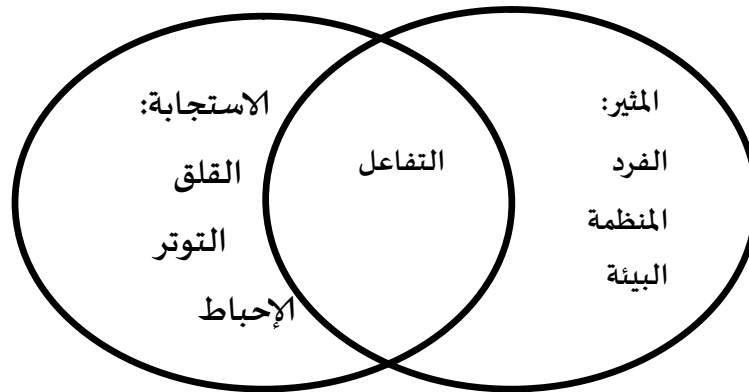 المثير:
الفرد
المنظمة
البيئة
التفاعل
الاستجابة:
القلق
التوتر
الإحباط